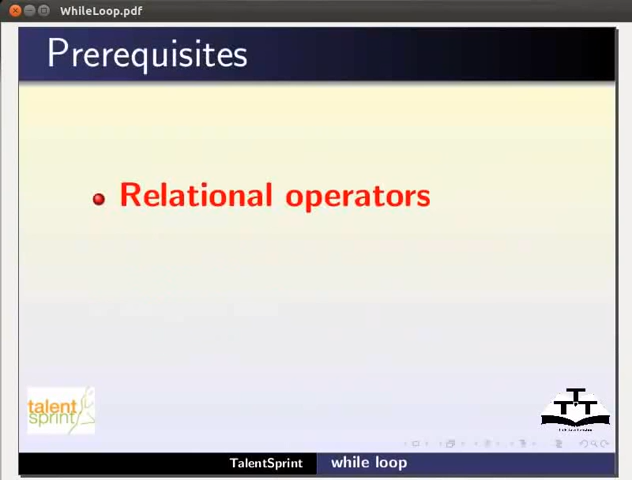 WhileLoop.pdf
Prerequisites
Relational operators
talent
sprint
TalentSprint
while loop